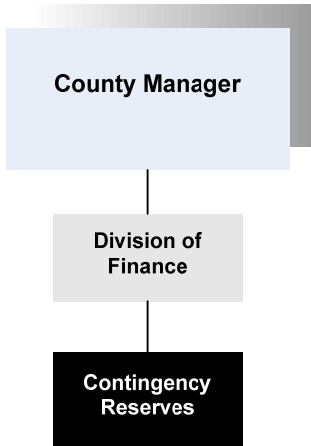 County Manager
Division of
Finance
Contingency
Reserves